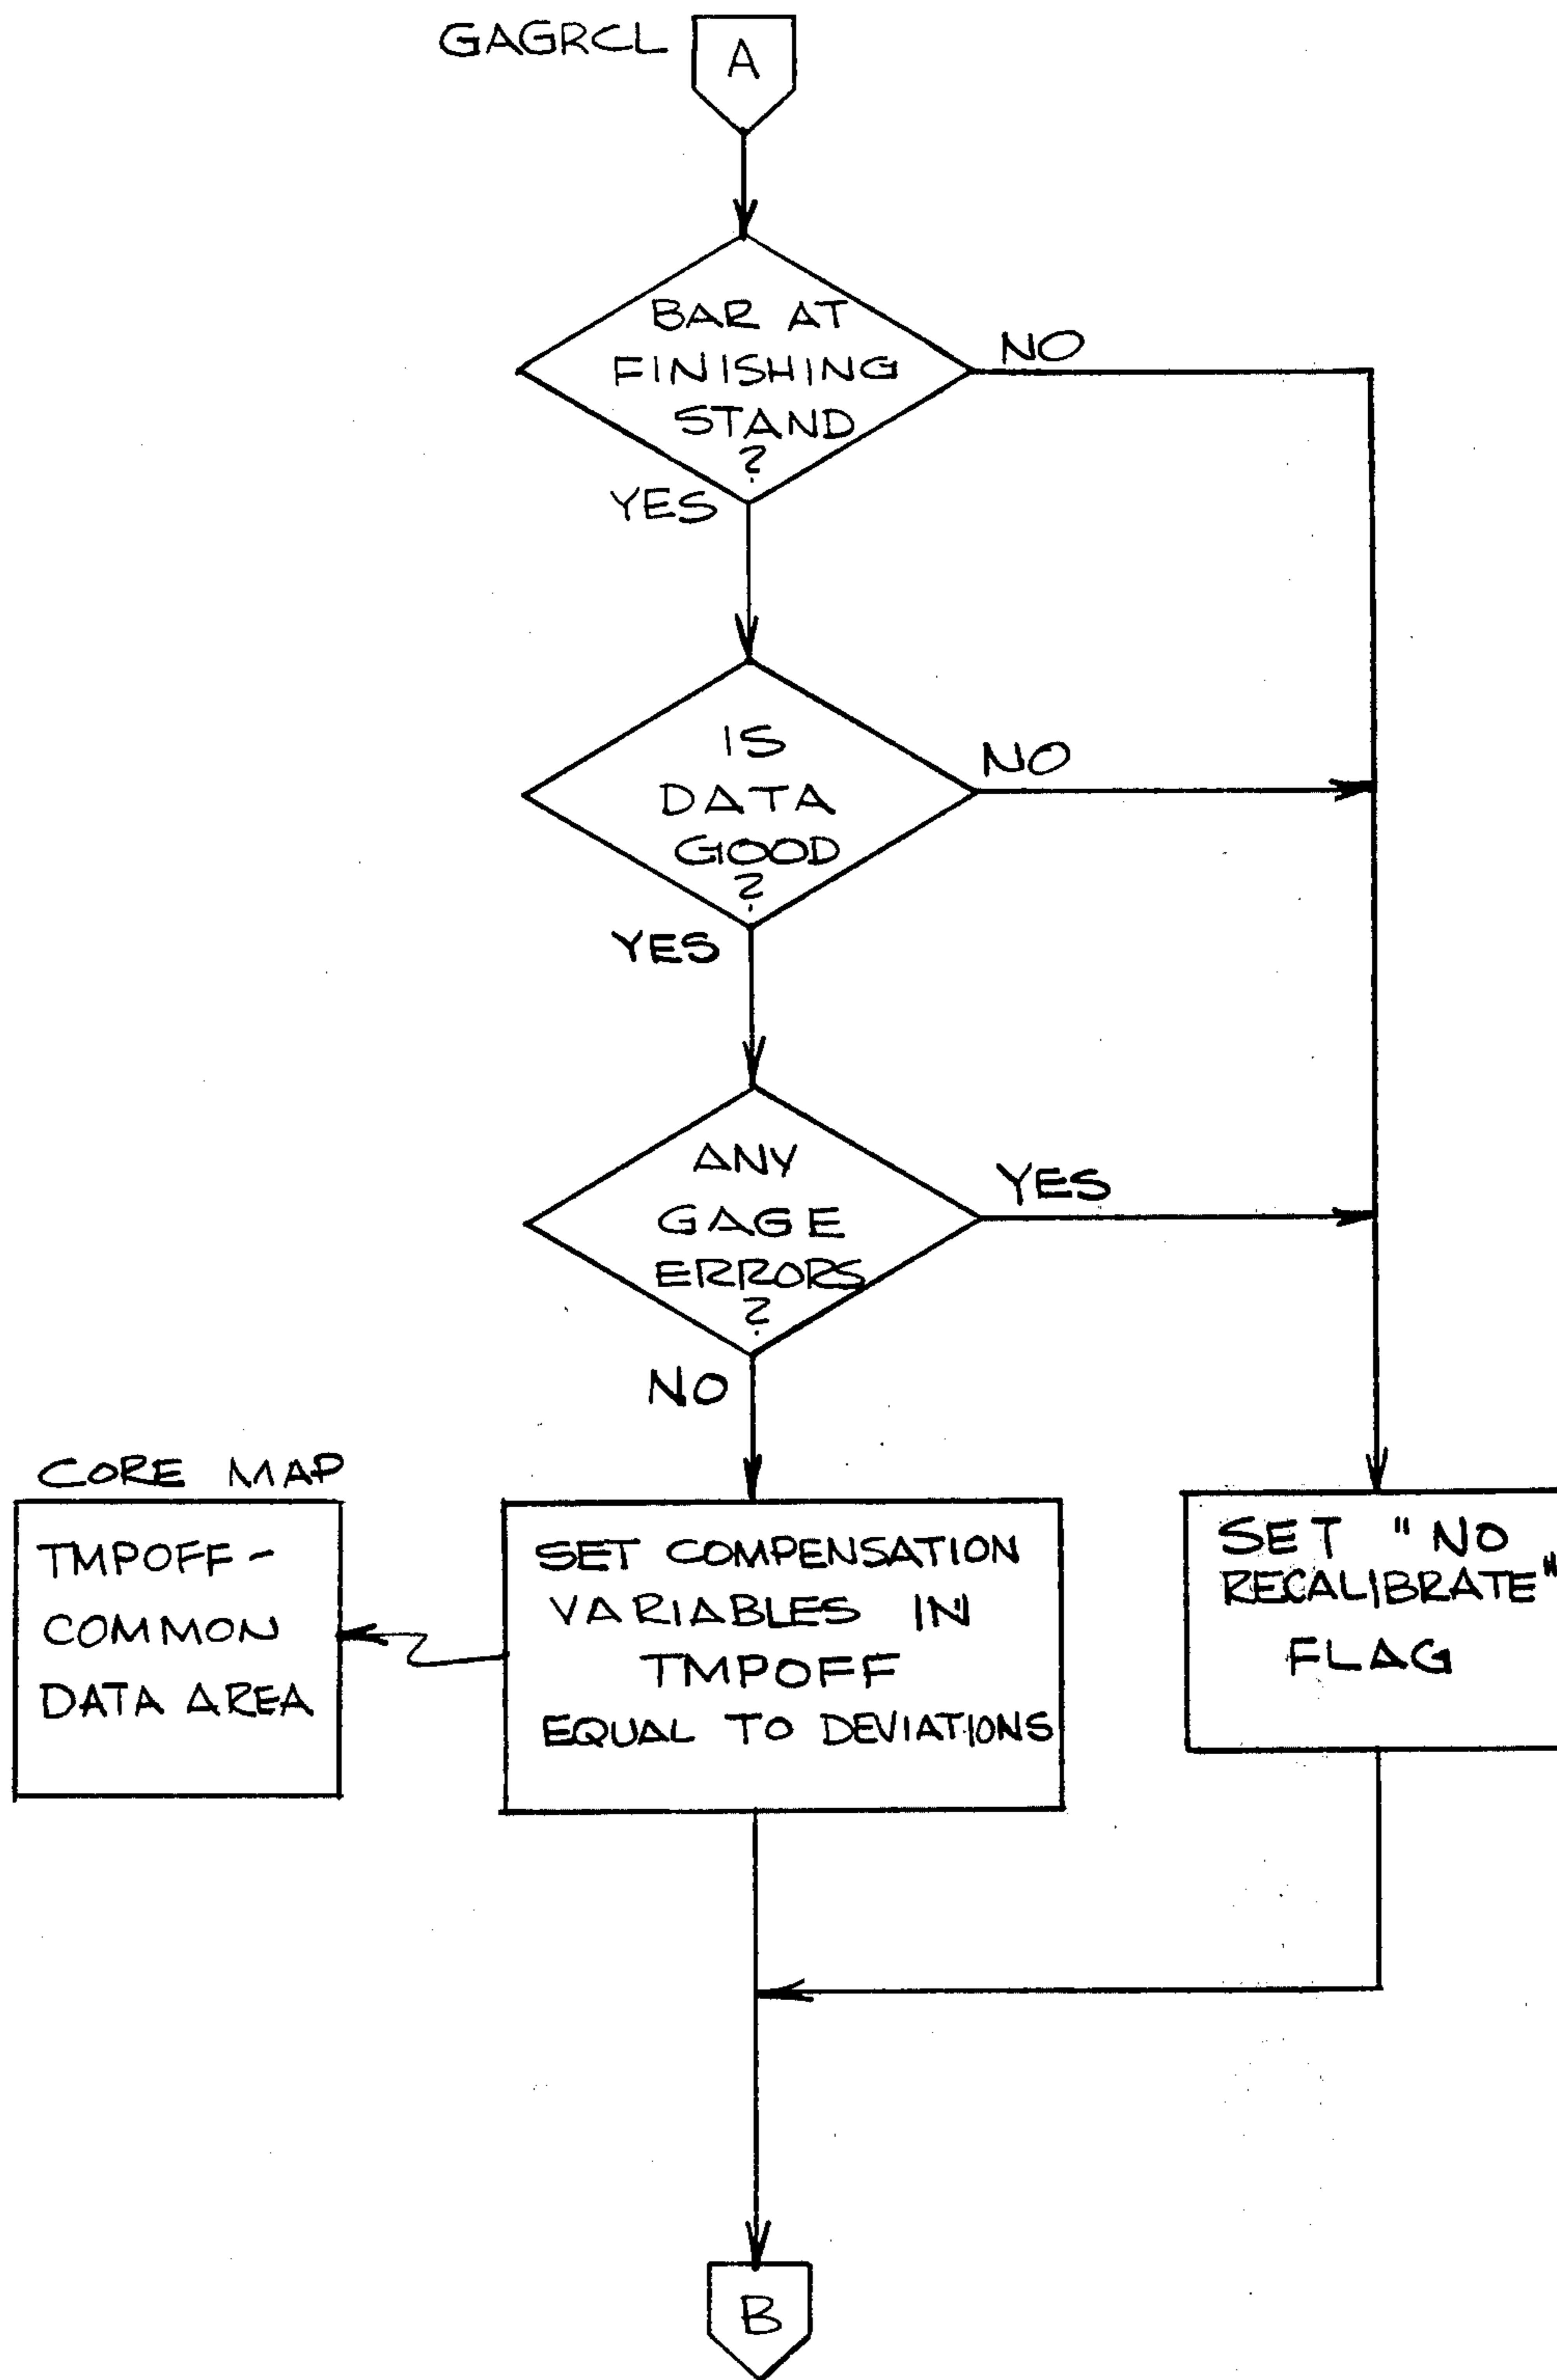 GAGRCL
A
BAR AT
FINISHING
STAND
?
NO
YES
IS
DATA
GOOD
?
NO
YES
ANY
GAGE
ERRORS
?
YES
NO
CORE MAP
TMPOFF -
COMMON
DATA AREA
SET COMPENSATION
VARIABLES IN
TMPOFF
EQUAL TO DEVIATIONS
SET "NO
RECALIBRATE"
FLAG
B